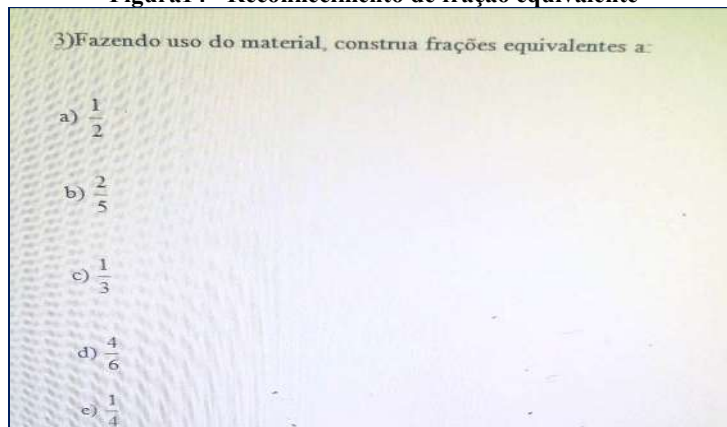 Figura14 - Reconhecimento de fração equivalente
3)Fazendo uso do material, construa frações equivalentes a:
a) 1/2
b) 2/5
c) 1/3
d) 4/6
e) 1/4